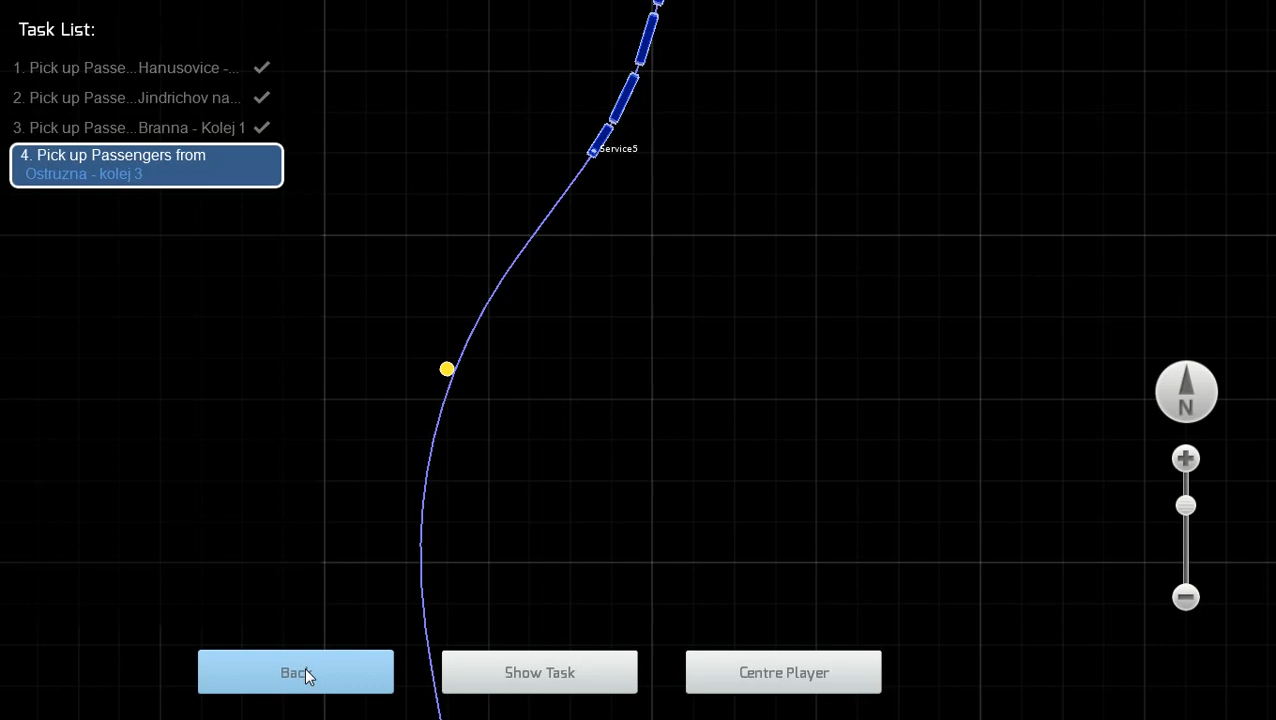 Task List:
1. Pick up Passe...Hanusovice -...
2. Pick up Passe...Jindrichov na...
3. Pick up Passe...Branna - Kolej 1
4. Pick up Passengers from
Ostruzna - kolej 3
Service5
N
Back
Show Task
Centre Player